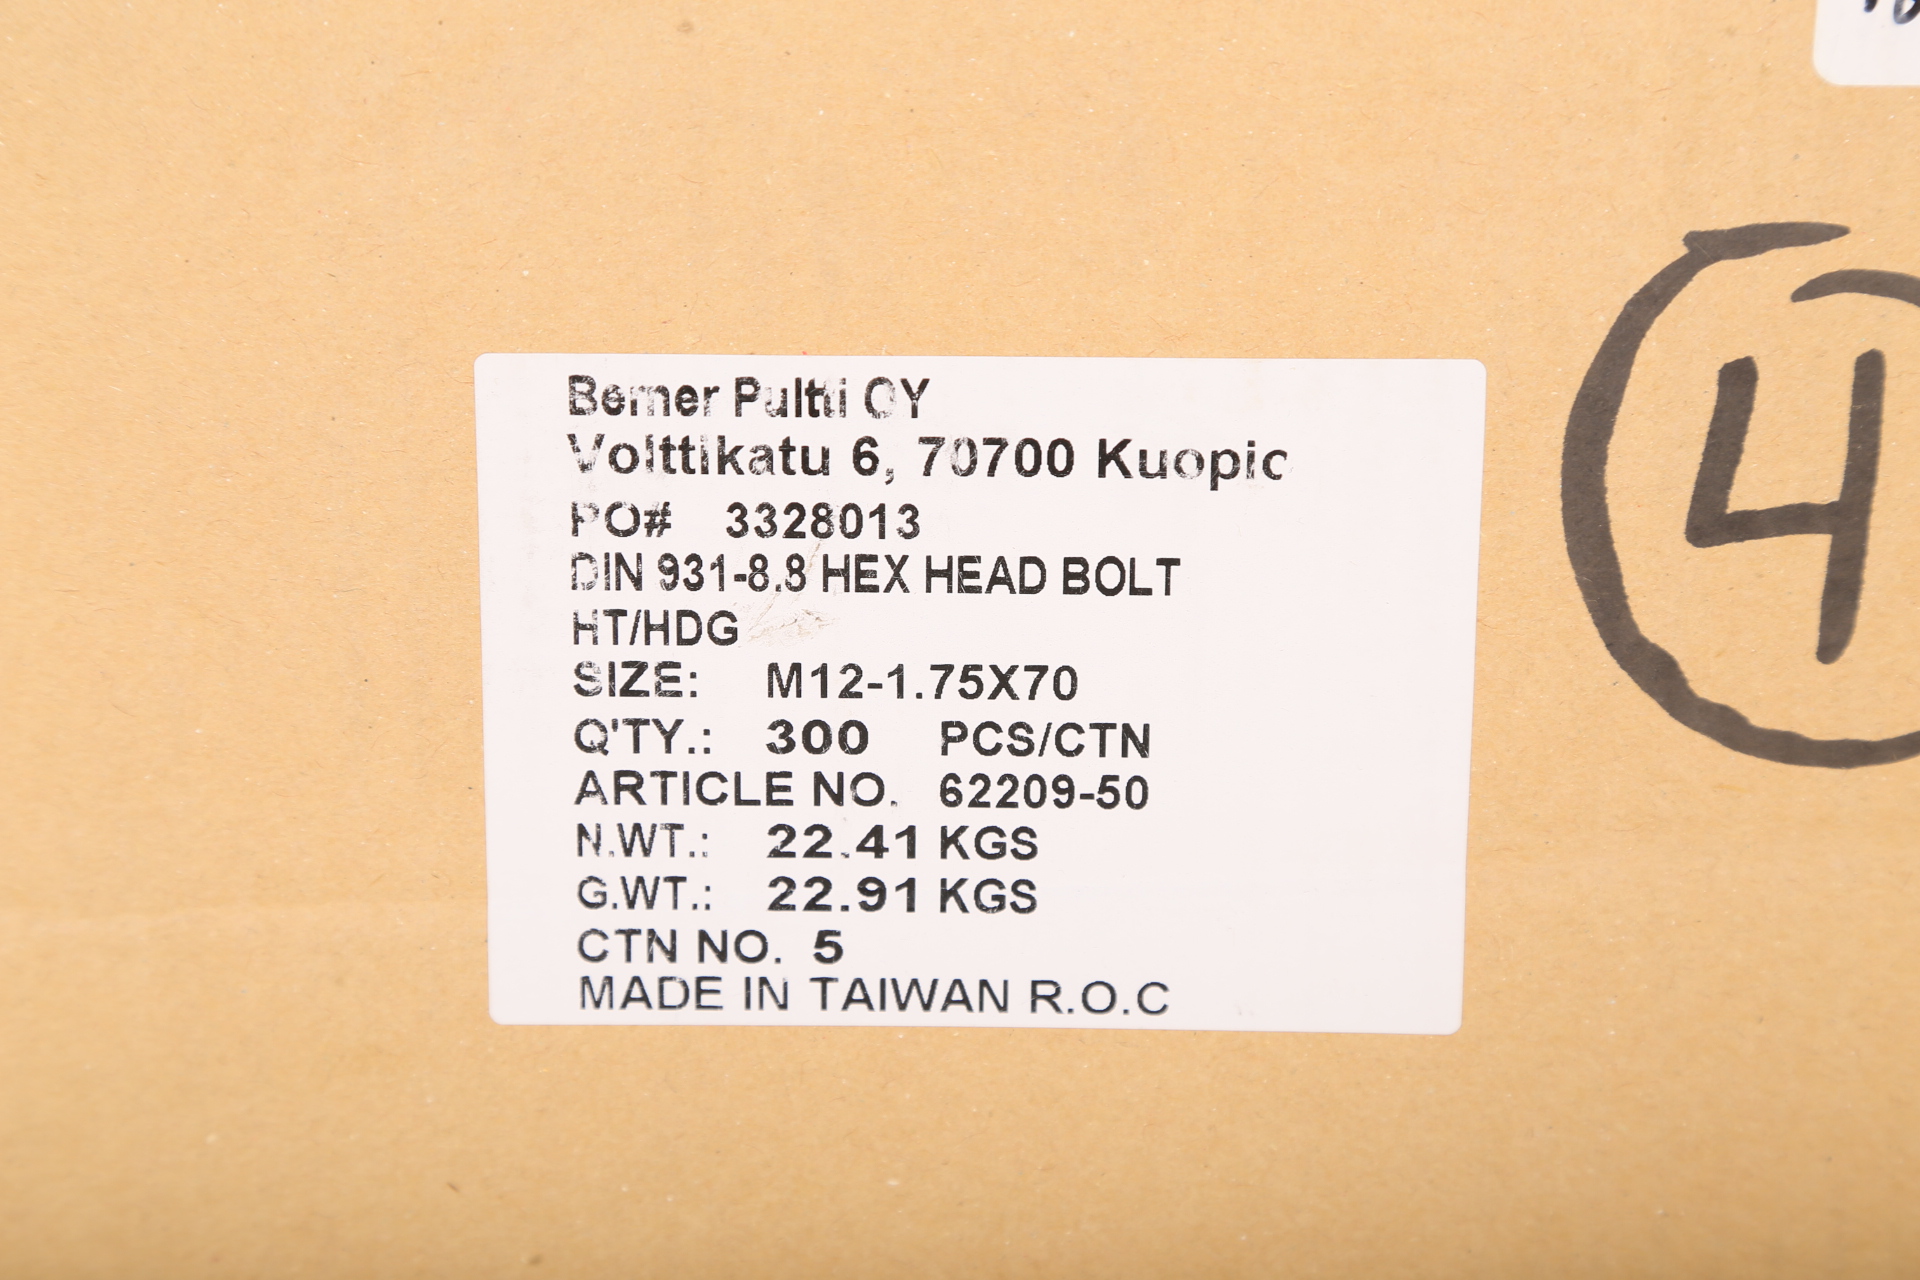 Berner Pultti OY
Volttikatu 6, 70700 Kuopio
PO# 3328013
DIN 931-8.8 HEX HEAD BOLT
HT/HDG
SIZE: M12-1.75X70
Q'TY.: 300 PCS/CTN
ARTICLE NO. 62209-50
N.WT.: 22.41 KGS
G.WT.: 22.91 KGS
CTN NO. 5
MADE IN TAIWAN R.O.C
4